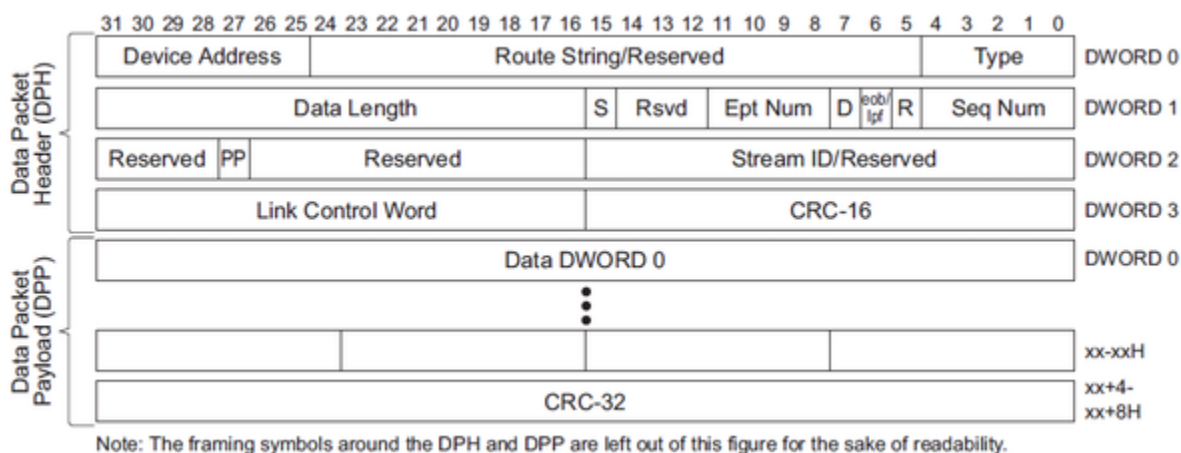 31 30 29 28 27 26 25 24 23 22 21 20 19 18 17 16 15 14 13 12 11 10 9 8 7 6 5 4 3 2 1 0
Data Packet
Header (DPH)
Device Address Route String/Reserved Type DWORD 0
Data Length S Rsvd Ept Num D eob/ R Seq Num DWORD 1
lpf
Reserved PP Reserved Stream ID/Reserved DWORD 2
Link Control Word CRC-16 DWORD 3
Data Packet
Payload (DPP)
Data DWORD 0 DWORD 0
xx-xxH
CRC-32 xx+4-
xx+8H
Note: The framing symbols around the DPH and DPP are left out of this figure for the sake of readability.